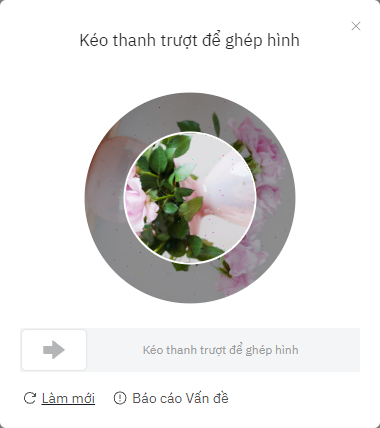 Kéo thanh trượt để ghép hình
Kéo thanh trượt để ghép hình
Làm mới
Báo cáo Vấn đề